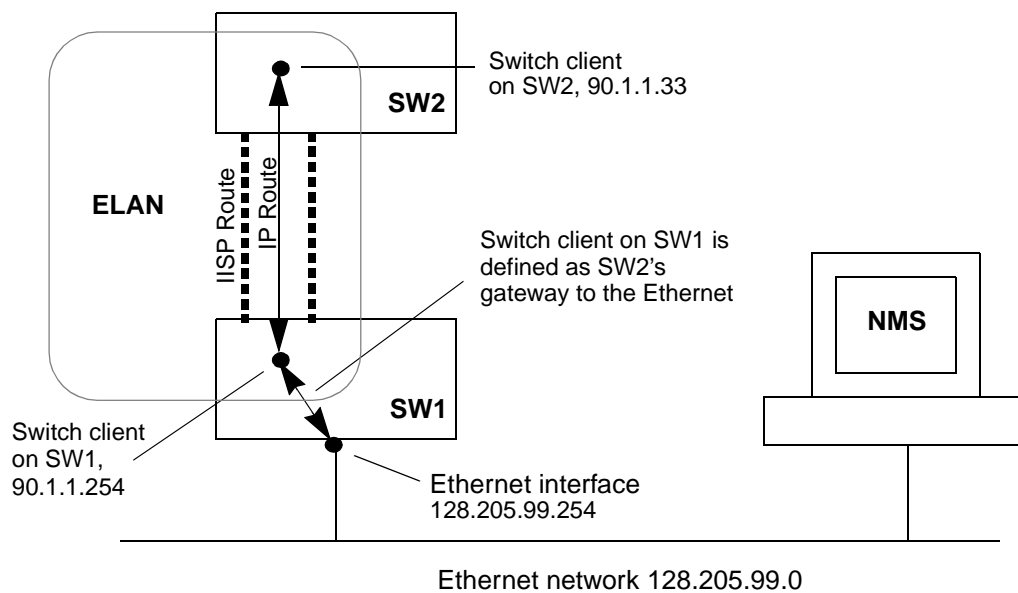 Switch client
on SW2, 90.1.1.33
SW2
ELAN
IISP Route
IP Route
Switch client on SW1 is
defined as SW2's
gateway to the Ethernet
NMS
SW1
Switch client
on SW1,
90.1.1.254
Ethernet interface
128.205.99.254
Ethernet network 128.205.99.0